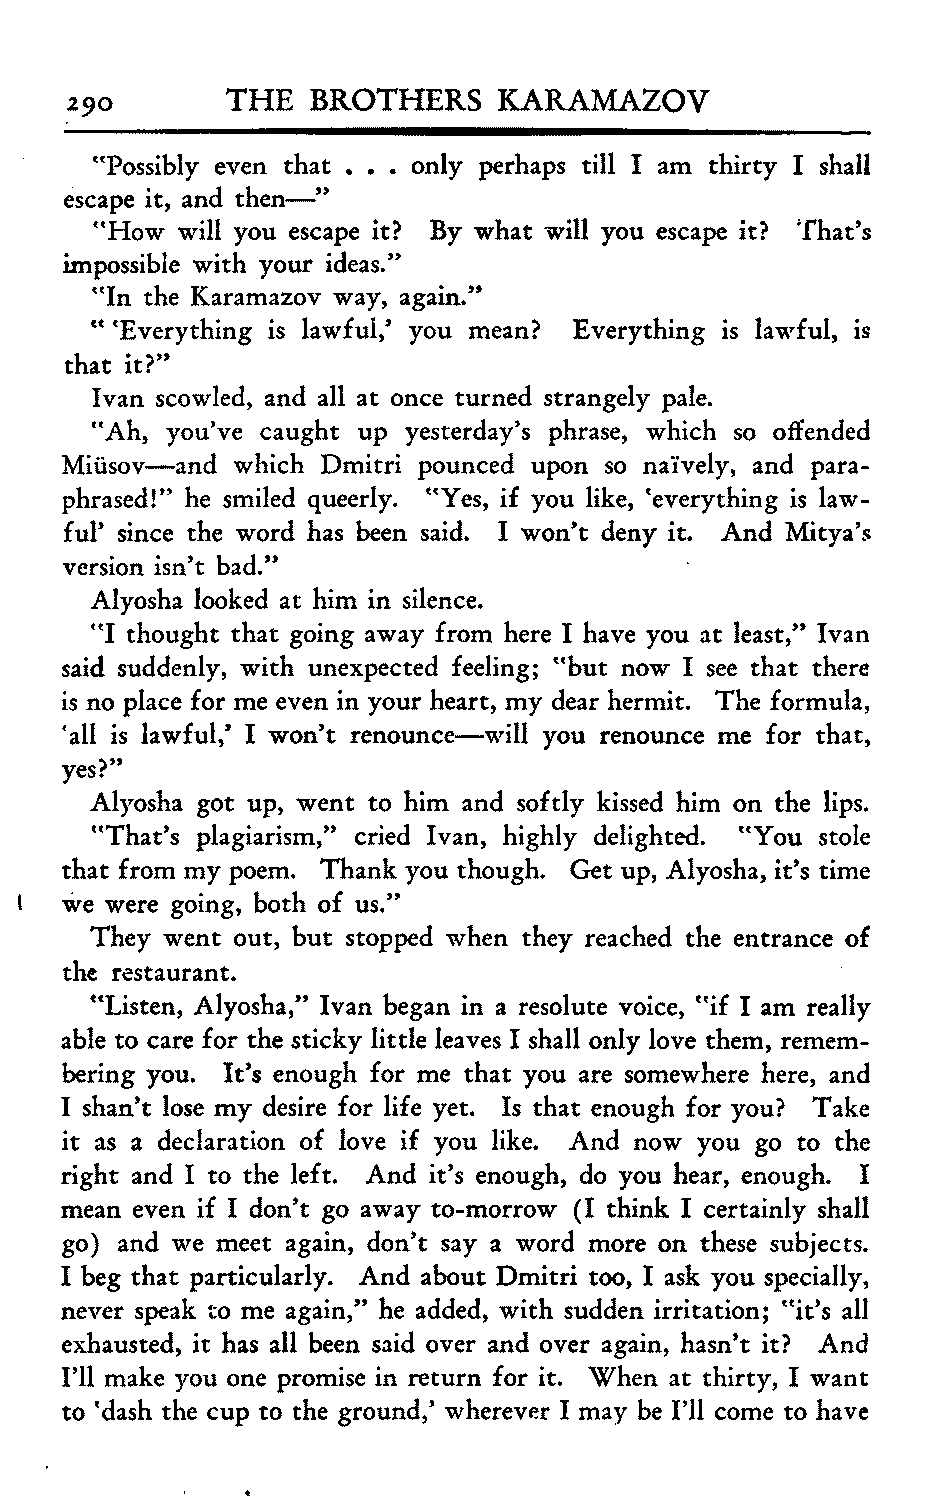 290 THE BROTHERS KARAMAZOV
"Possibly even that . . . only perhaps till I am thirty I shall
escape it, and then—"
"How will you escape it? By what will you escape it? That's
impossible with your ideas."
"In the Karamazov way, again."
" 'Everything is lawful,' you mean? Everything is lawful, is
that it?"
Ivan scowled, and all at once turned strangely pale.
"Ah, you've caught up yesterday's phrase, which so offended
Miüsov—and which Dmitri pounced upon so naïvely, and para-
phrased!" he smiled queerly. "Yes, if you like, 'everything is law-
ful' since the word has been said. I won't deny it. And Mitya's
version isn't bad."
Alyosha looked at him in silence.
"I thought that going away from here I have you at least," Ivan
said suddenly, with unexpected feeling; "but now I see that there
is no place for me even in your heart, my dear hermit. The formula,
'all is lawful,' I won't renounce—will you renounce me for that,
yes?"
Alyosha got up, went to him and softly kissed him on the lips.
"That's plagiarism," cried Ivan, highly delighted. "You stole
that from my poem. Thank you though. Get up, Alyosha, it's time
we were going, both of us."
They went out, but stopped when they reached the entrance of
the restaurant.
"Listen, Alyosha," Ivan began in a resolute voice, "if I am really
able to care for the sticky little leaves I shall only love them, remem-
bering you. It's enough for me that you are somewhere here, and
I shan't lose my desire for life yet. Is that enough for you? Take
it as a declaration of love if you like. And now you go to the
right and I to the left. And it's enough, do you hear, enough. I
mean even if I don't go away to-morrow (I think I certainly shall
go) and we meet again, don't say a word more on these subjects.
I beg that particularly. And about Dmitri too, I ask you specially,
never speak to me again," he added, with sudden irritation; "it's all
exhausted, it has all been said over and over again, hasn't it? And
I'll make you one promise in return for it. When at thirty, I want
to 'dash the cup to the ground,' wherever I may be I'll come to have